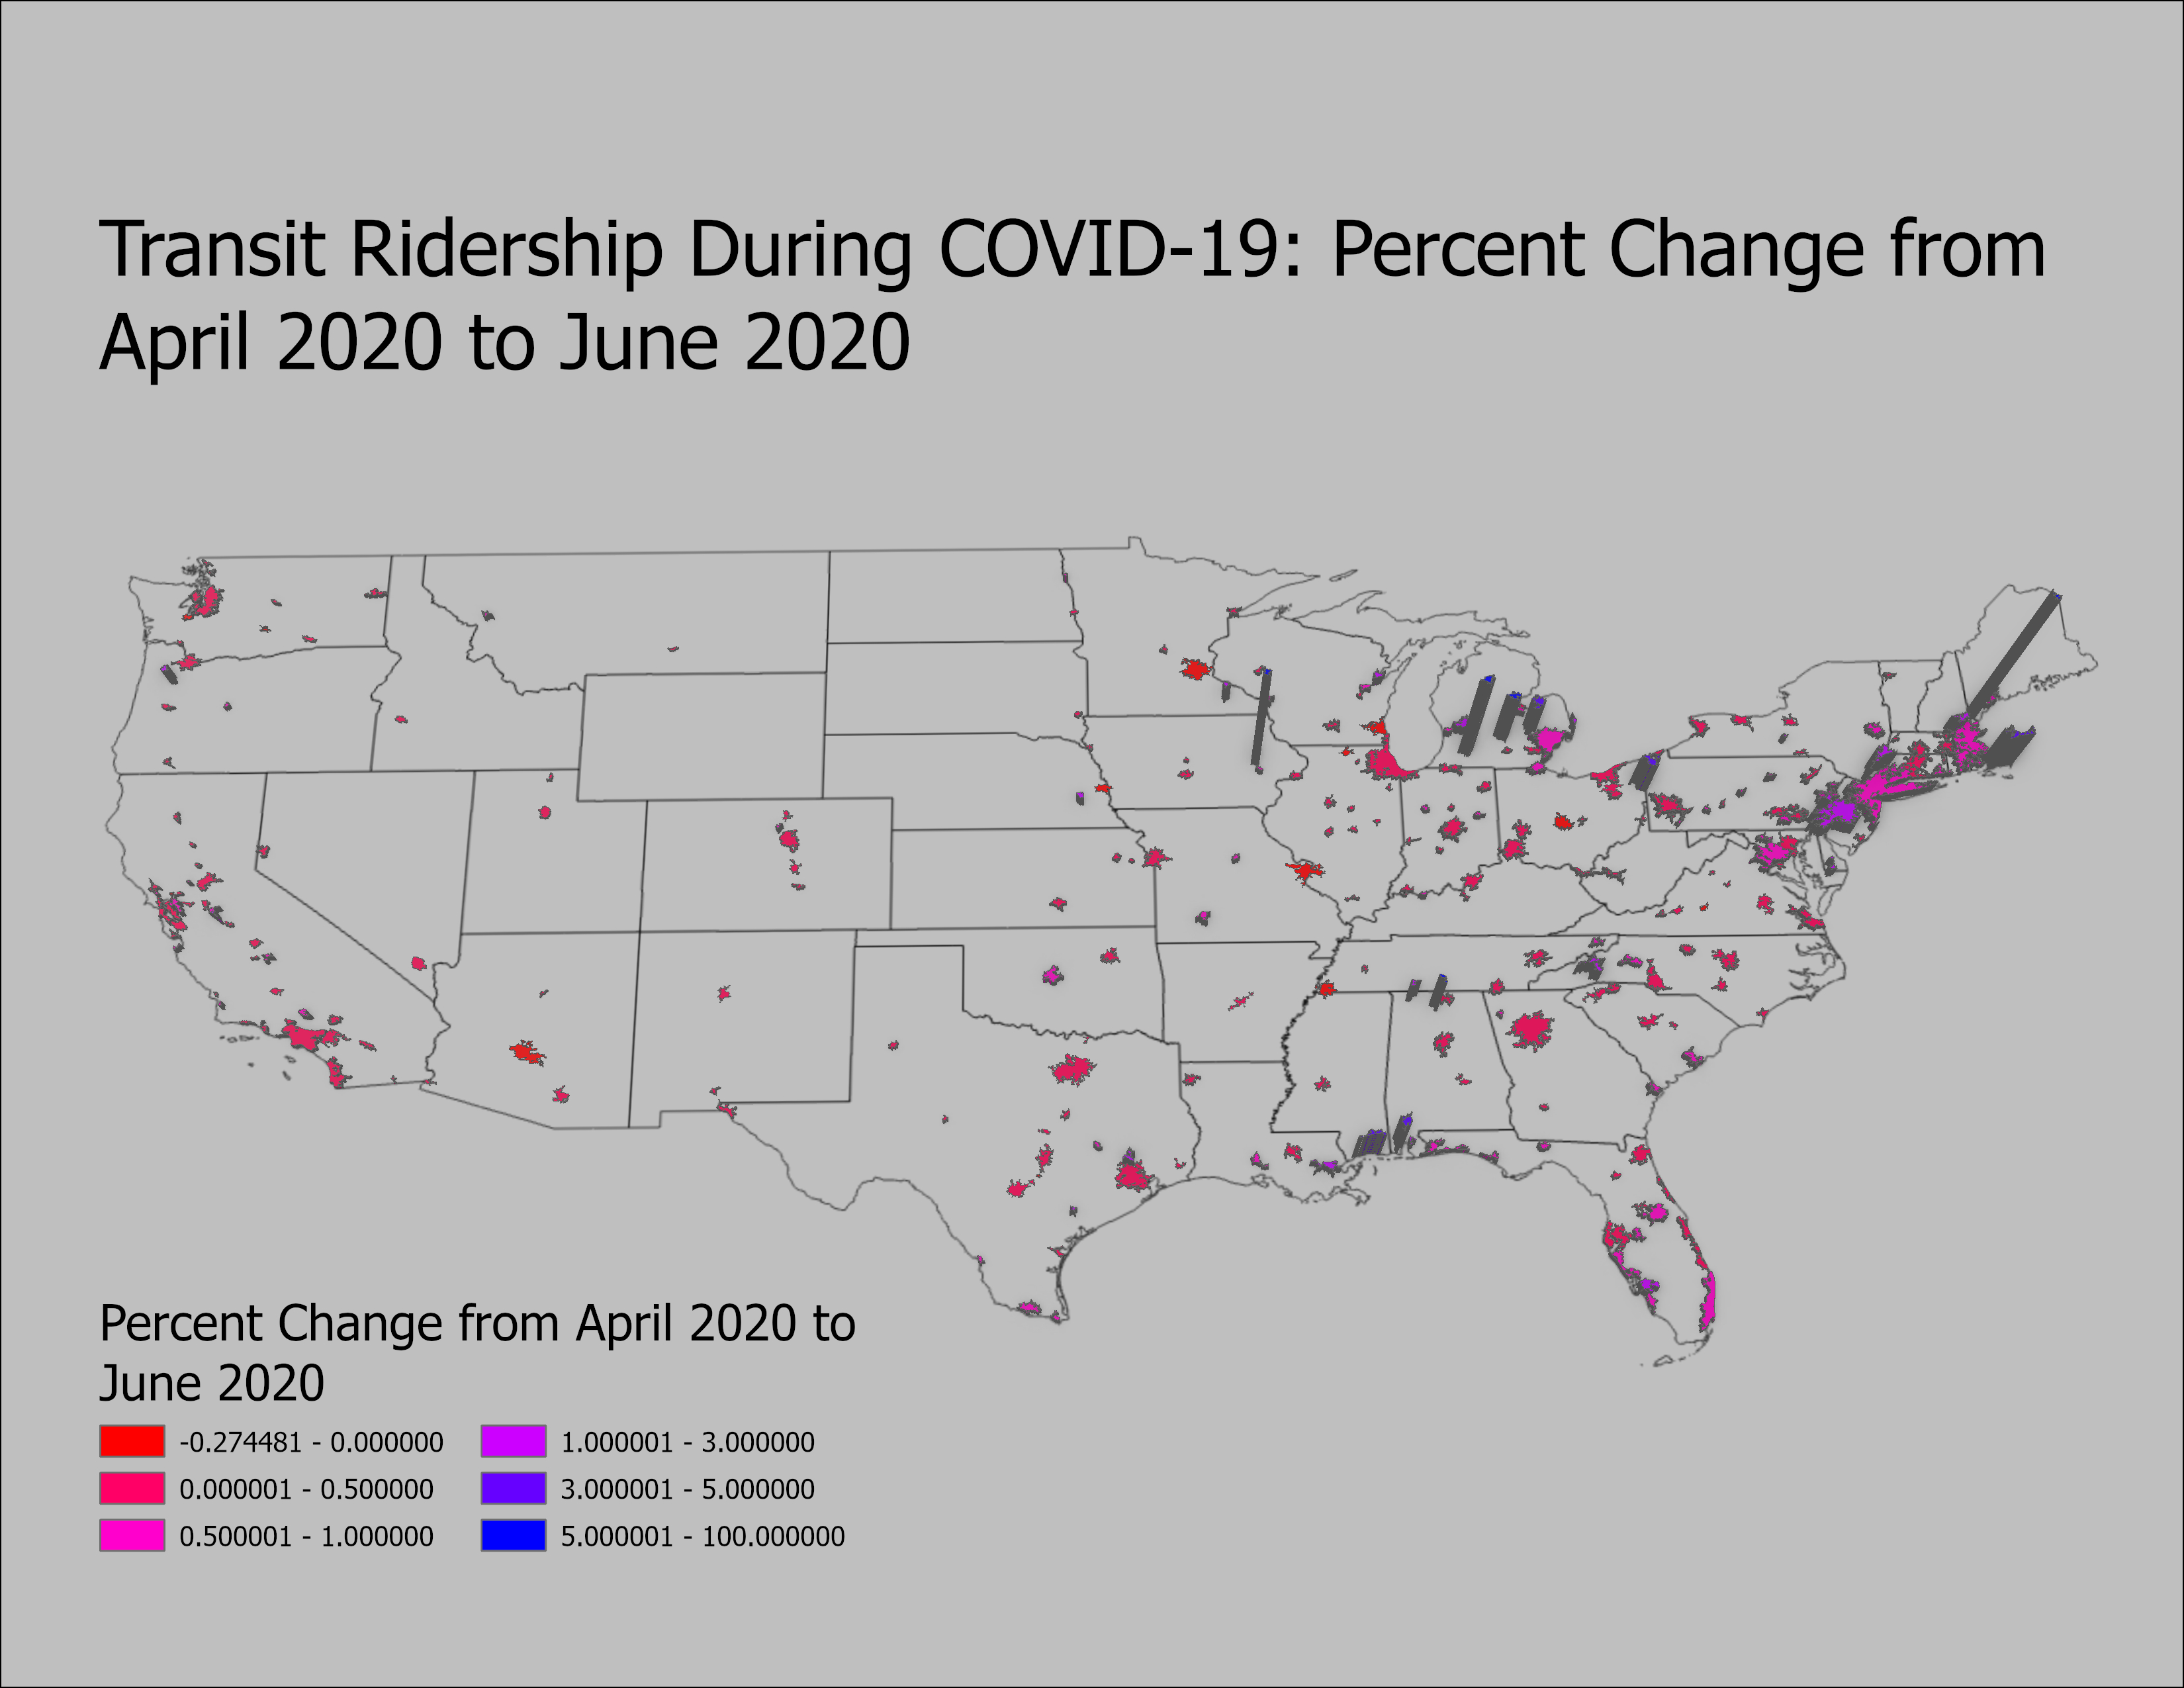 Transit Ridership During COVID-19: Percent Change from
April 2020 to June 2020
Percent Change from April 2020 to
June 2020
-0.274481 - 0.000000
0.000001 - 0.500000
0.500001 - 1.000000
1.000001 - 3.000000
3.000001 - 5.000000
5.000001 - 100.000000